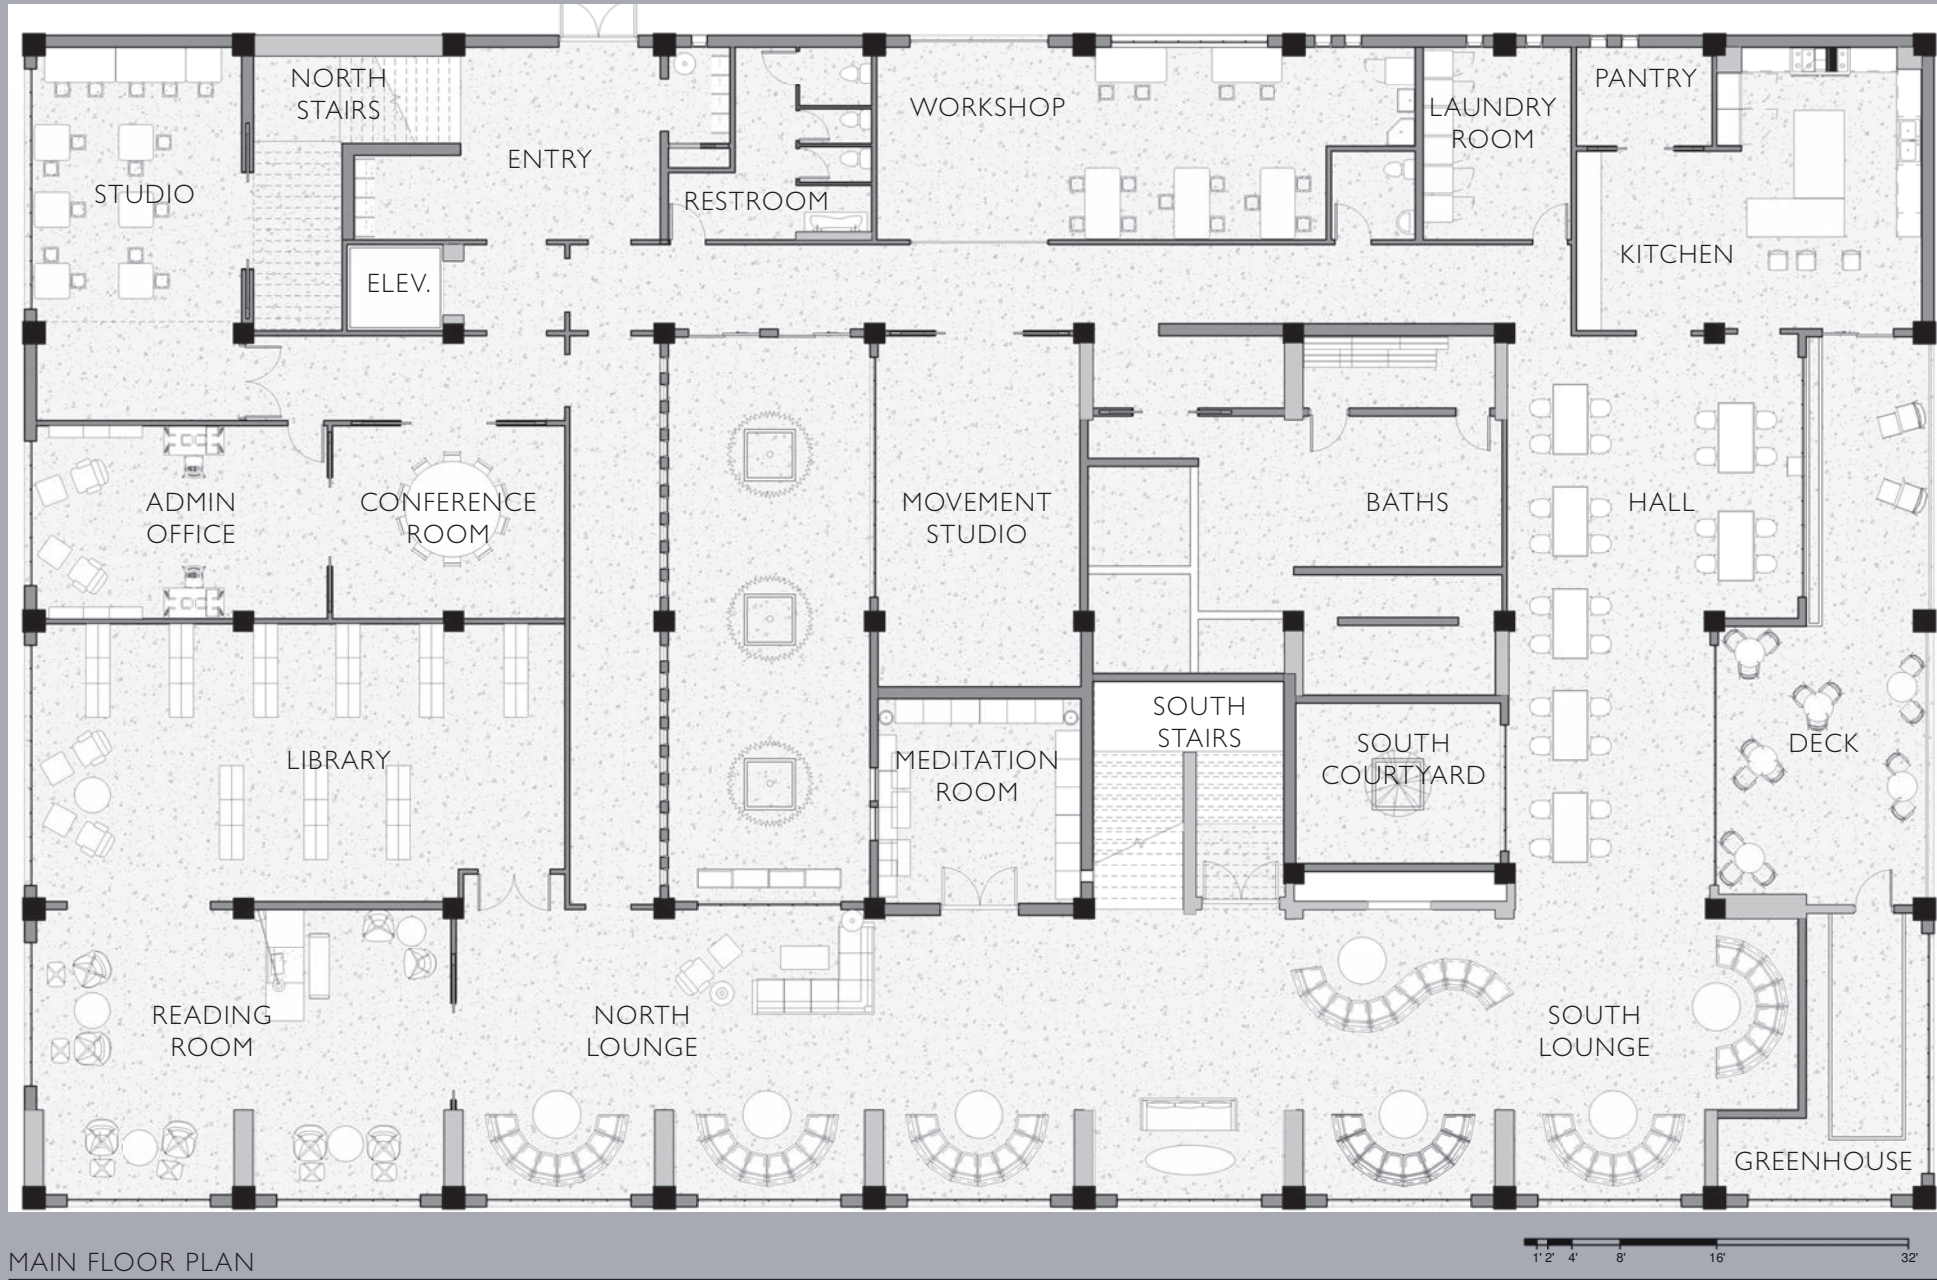 NORTH
STAIRS
ENTRY
STUDIO
ELEV.
RESTROOM
WORKSHOP
LAUNDRY
ROOM
PANTRY
KITCHEN
ADMIN
OFFICE
CONFERENCE
ROOM
MOVEMENT
STUDIO
BATHS
HALL
LIBRARY
MEDITATION
ROOM
SOUTH
STAIRS
SOUTH
COURTYARD
DECK
READING
ROOM
NORTH
LOUNGE
SOUTH
LOUNGE
GREENHOUSE
MAIN FLOOR PLAN
1' 2' 4' 8' 16' 32'